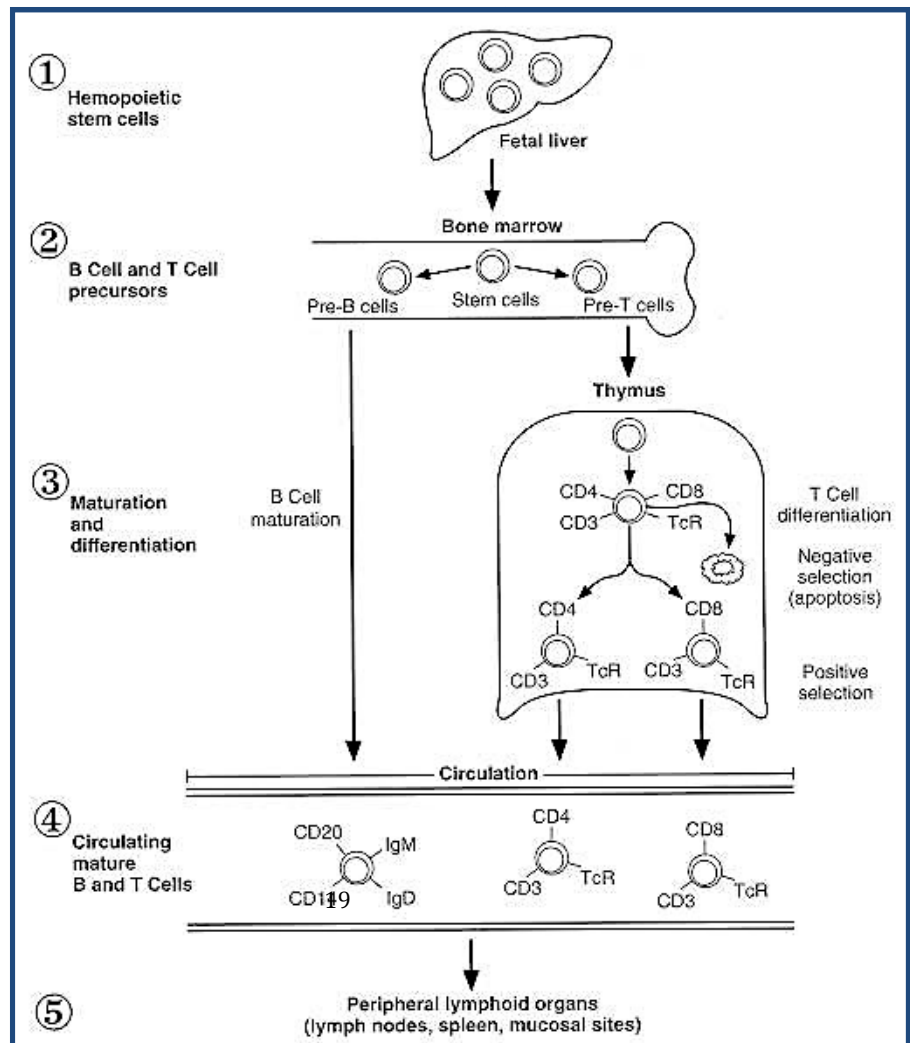 ①
Hemopoietic
stem cells
Fetal liver
②
Bone marrow
B Cell and T Cell
precursors
Pre-B cells
Stem cells
Pre-T cells
Thymus
③
Maturation
and
differentiation
B Cell
maturation
CD4
CD8
CD3
TcR
T Cell
differentiation
Negative
selection
(apoptosis)
CD4
CD3
TcR
CD8
CD3
TcR
Positive
selection
Circulation
④
Circulating
mature
B and T Cells
CD20
IgM
IgD
CD4
CD3
TcR
CD8
CD3
TcR
⑤
Peripheral lymphoid organs
(lymph nodes, spleen, mucosal sites)